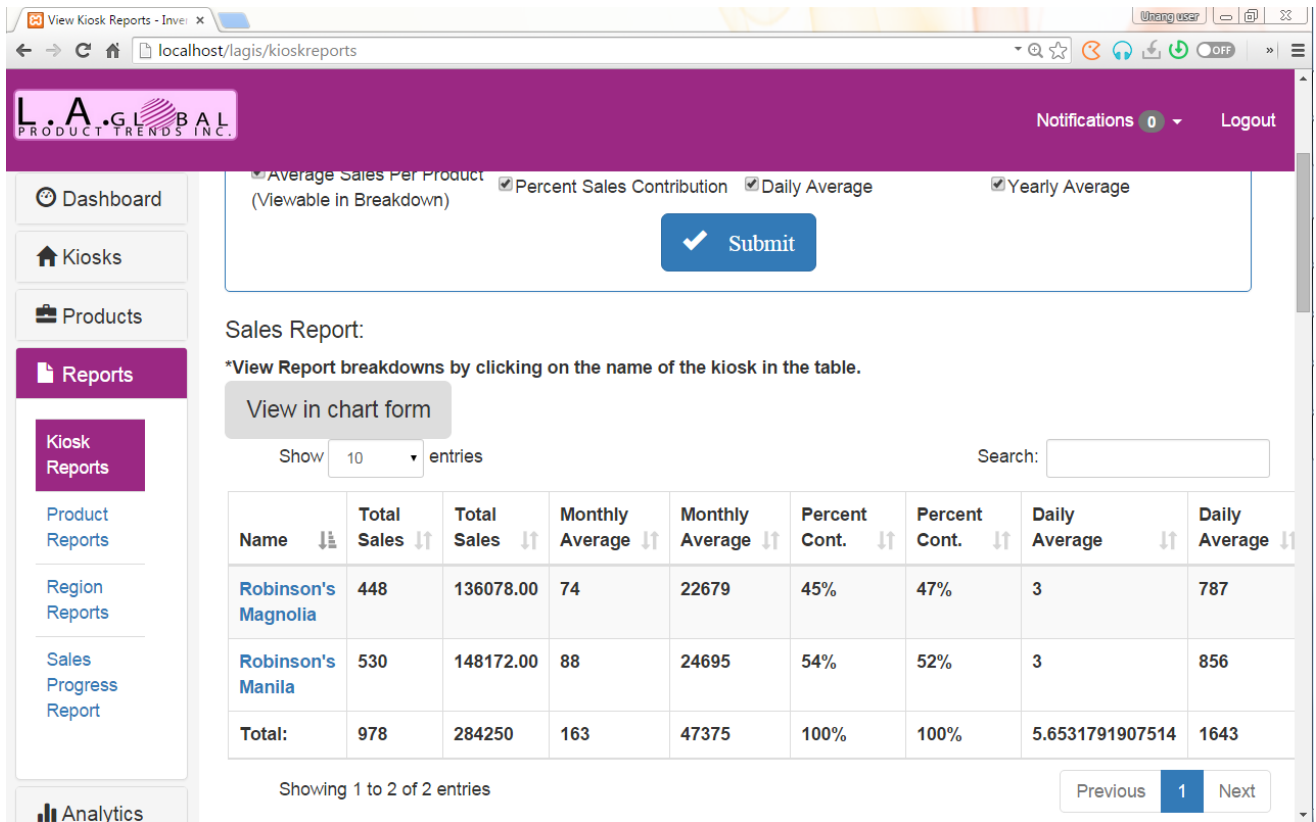 View Kiosk Reports - Inve
Unang user
localhost/lagis/kioskreports
OFF
L.A.GLOBAL
PRODUCT TRENDS INC.
Notifications 0
Logout
Dashboard
Kiosks
Products
Reports
Kiosk
Reports
Product
Reports
Region
Reports
Sales
Progress
Report
Analytics
Average Sales Per Product
(Viewable in Breakdown)
Percent Sales Contribution
Daily Average
Yearly Average
Submit
Sales Report:
*View Report breakdowns by clicking on the name of the kiosk in the table.
View in chart form
Show 10 entries
Search:
Name Total Sales Total Sales Monthly Average Monthly Average Percent Cont. Percent Cont. Daily Average Daily Average
Robinson's Magnolia 448 136078.00 74 22679 45% 47% 3 787
Robinson's Manila 530 148172.00 88 24695 54% 52% 3 856
Total: 978 284250 163 47375 100% 100% 5.6531791907514 1643
Showing 1 to 2 of 2 entries
Previous 1 Next